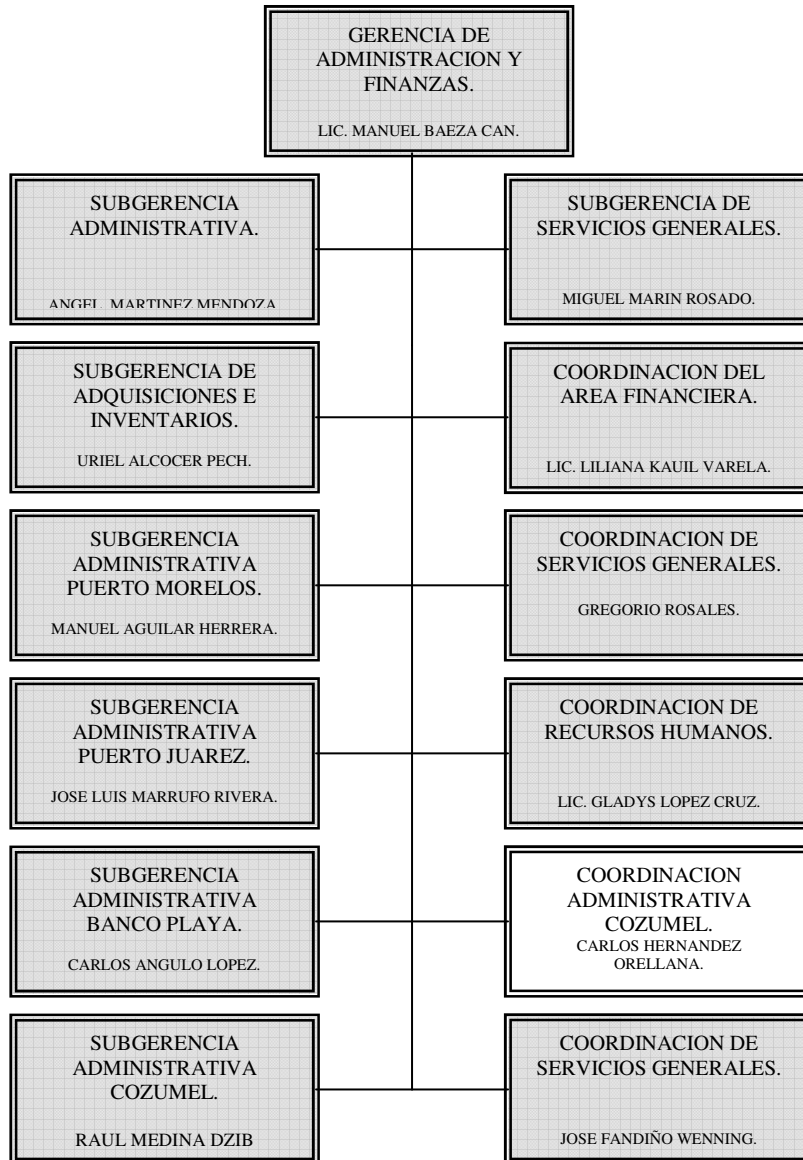 GERENCIA DE
ADMINISTRACION Y
FINANZAS.
LIC. MANUEL BAEZA CAN.
SUBGERENCIA
ADMINISTRATIVA.
ANGEL MARTINEZ MENDOZA
SUBGERENCIA DE
SERVICIOS GENERALES.
MIGUEL MARIN ROSADO.
SUBGERENCIA DE
ADQUISICIONES E
INVENTARIOS.
URIEL ALCOCER PECH.
COORDINACION DEL
AREA FINANCIERA.
LIC. LILIANA KAUIL VARELA.
SUBGERENCIA
ADMINISTRATIVA
PUERTO MORELOS.
MANUEL AGUILAR HERRERA.
COORDINACION DE
SERVICIOS GENERALES.
GREGORIO ROSALES.
SUBGERENCIA
ADMINISTRATIVA
PUERTO JUAREZ.
JOSE LUIS MARRUFO RIVERA.
COORDINACION DE
RECURSOS HUMANOS.
LIC. GLADYS LOPEZ CRUZ.
SUBGERENCIA
ADMINISTRATIVA
BANCO PLAYA.
CARLOS ANGULO LOPEZ.
COORDINACION
ADMINISTRATIVA
COZUMEL.
CARLOS HERNANDEZ
ORELLANA.
SUBGERENCIA
ADMINISTRATIVA
COZUMEL.
RAUL MEDINA DZIB
COORDINACION DE
SERVICIOS GENERALES.
JOSE FANDIÑO WENNING.